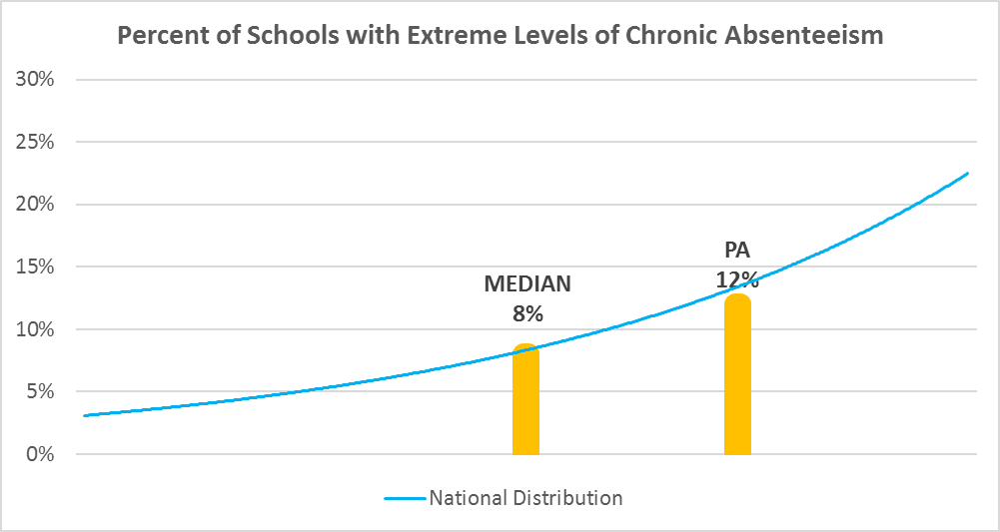 Percent of Schools with Extreme Levels of Chronic Absenteeism
30%
25%
20%
15%
10%
5%
0%
MEDIAN
8%
PA
12%
National Distribution